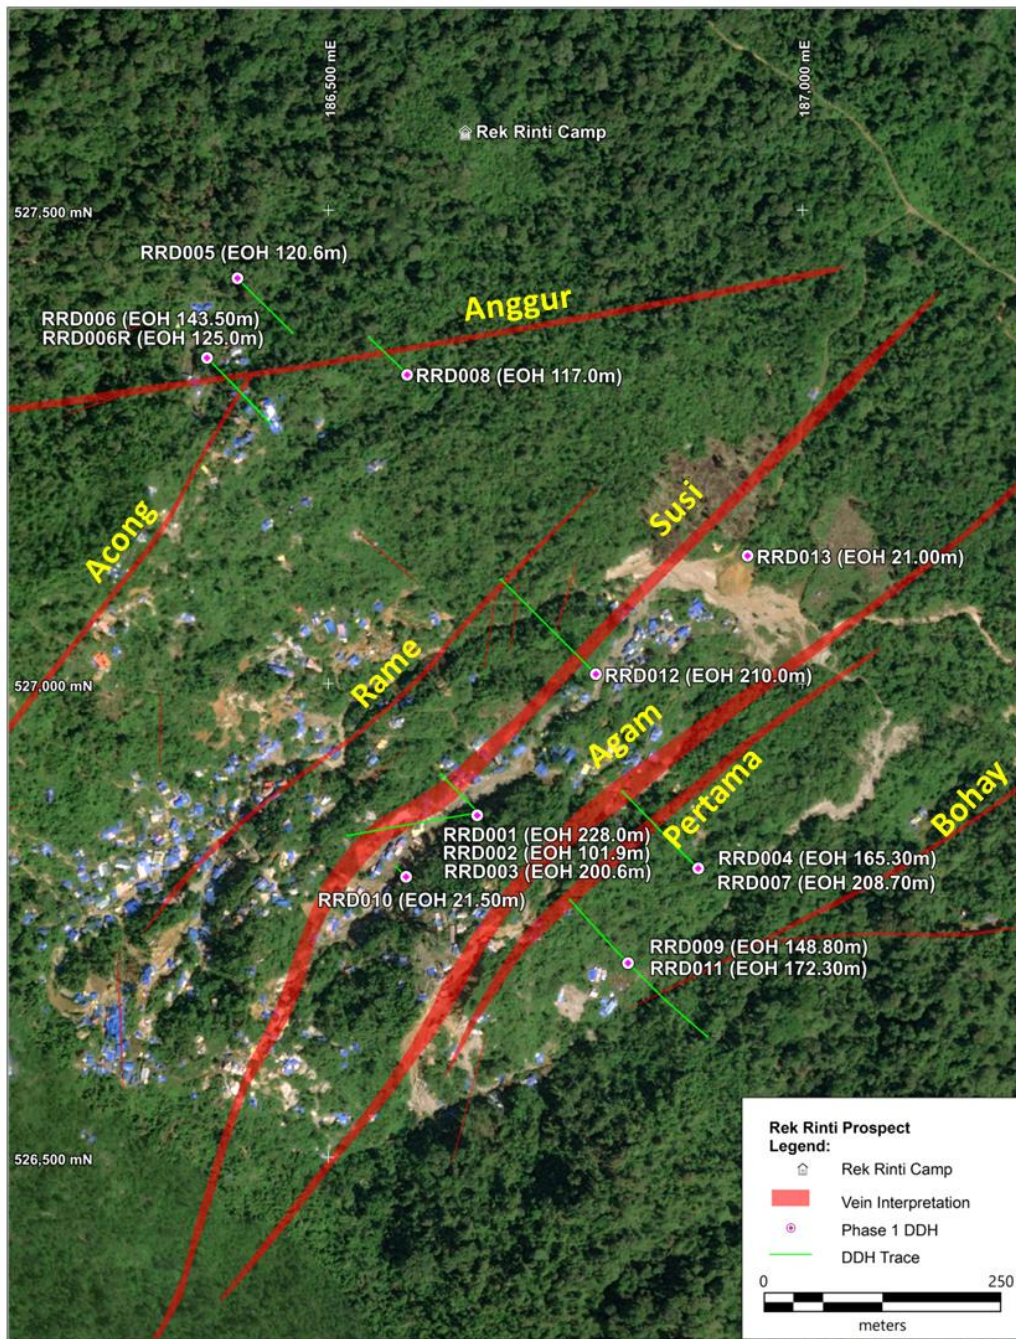 186,500 mE
187,000 mE
Rek Rinti Camp
527,500 mN
RRD005 (EOH 120.6m)
Anggur
RRD006 (EOH 143.50m)
RRD006R (EOH 125.0m)
RRD008 (EOH 117.0m)
Acong
Susi
RRD013 (EOH 21.00m)
Rame
527,000 mN
RRD012 (EOH 210.0m)
Agam
Pertama
Bohay
RRD001 (EOH 228.0m)
RRD002 (EOH 101.9m)
RRD003 (EOH 200.6m)
RRD004 (EOH 165.30m)
RRD007 (EOH 208.70m)
RRD010 (EOH 21.50m)
RRD009 (EOH 148.80m)
RRD011 (EOH 172.30m)
526,500 mN
Rek Rinti Prospect
Legend:
Rek Rinti Camp
Vein Interpretation
Phase 1 DDH
DDH Trace
0 250
meters